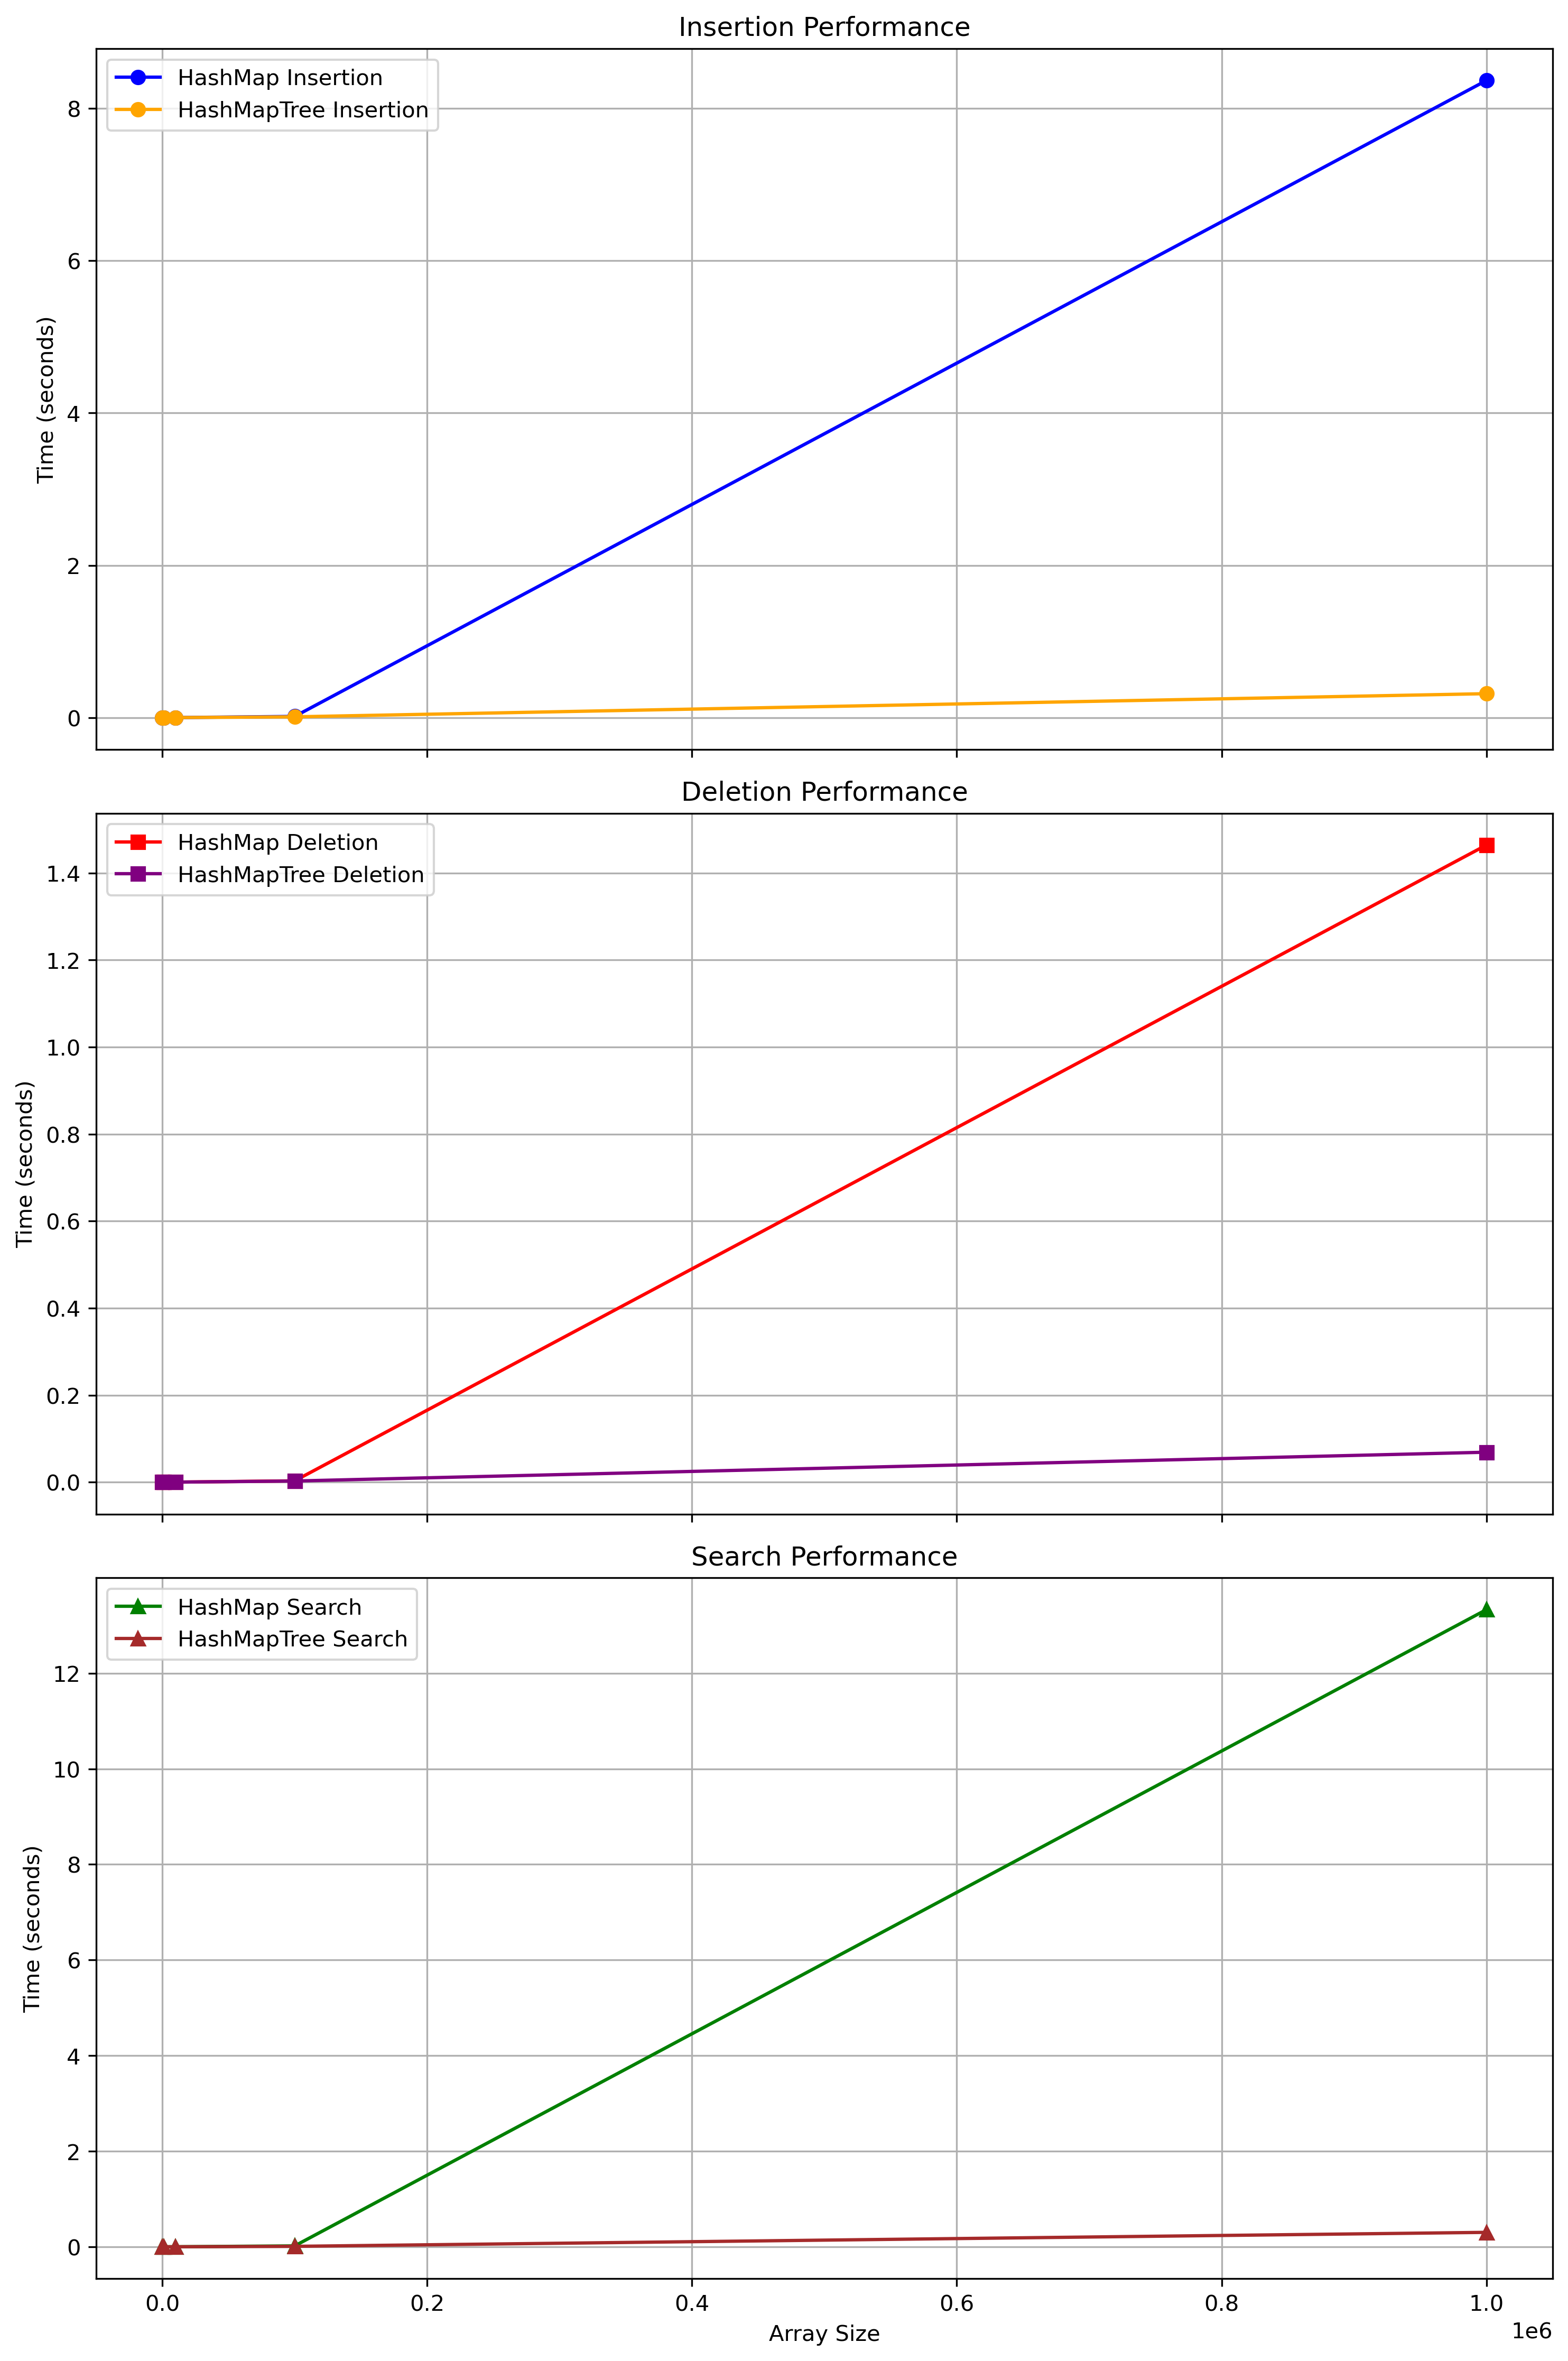 Insertion Performance
HashMap Insertion
HashMapTree Insertion
8
6
4
2
0
Time (seconds)
Deletion Performance
HashMap Deletion
HashMapTree Deletion
1.4
1.2
1.0
0.8
0.6
0.4
0.2
0.0
Time (seconds)
Search Performance
HashMap Search
HashMapTree Search
12
10
8
6
4
2
0
Time (seconds)
0.0 0.2 0.4 0.6 0.8 1.0
Array Size
1e6